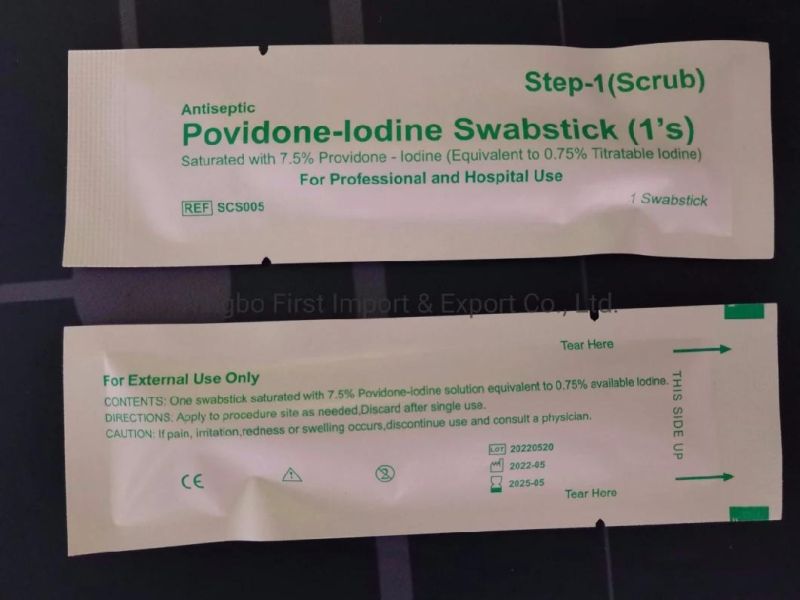 Step-1(Scrub)
Antiseptic
Povidone-Iodine Swabstick (1's)
Saturated with 7.5% Providone - Iodine (Equivalent to 0.75% Titratable Iodine)
For Professional and Hospital Use
REF SCS005
1 Swabstick
First Import & Export Co., Ltd.
Tear Here
For External Use Only
CONTENTS: One swabstick saturated with 7.5% Povidone-iodine solution equivalent to 0.75% available Iodine.
DIRECTIONS: Apply to procedure site as needed,Discard after single use.
CAUTION: If pain, irritation,redness or swelling occurs,discontinue use and consult a physician.
THIS SIDE UP
LOT 20220520
2022-05
2025-05
CE
2
Tear Here